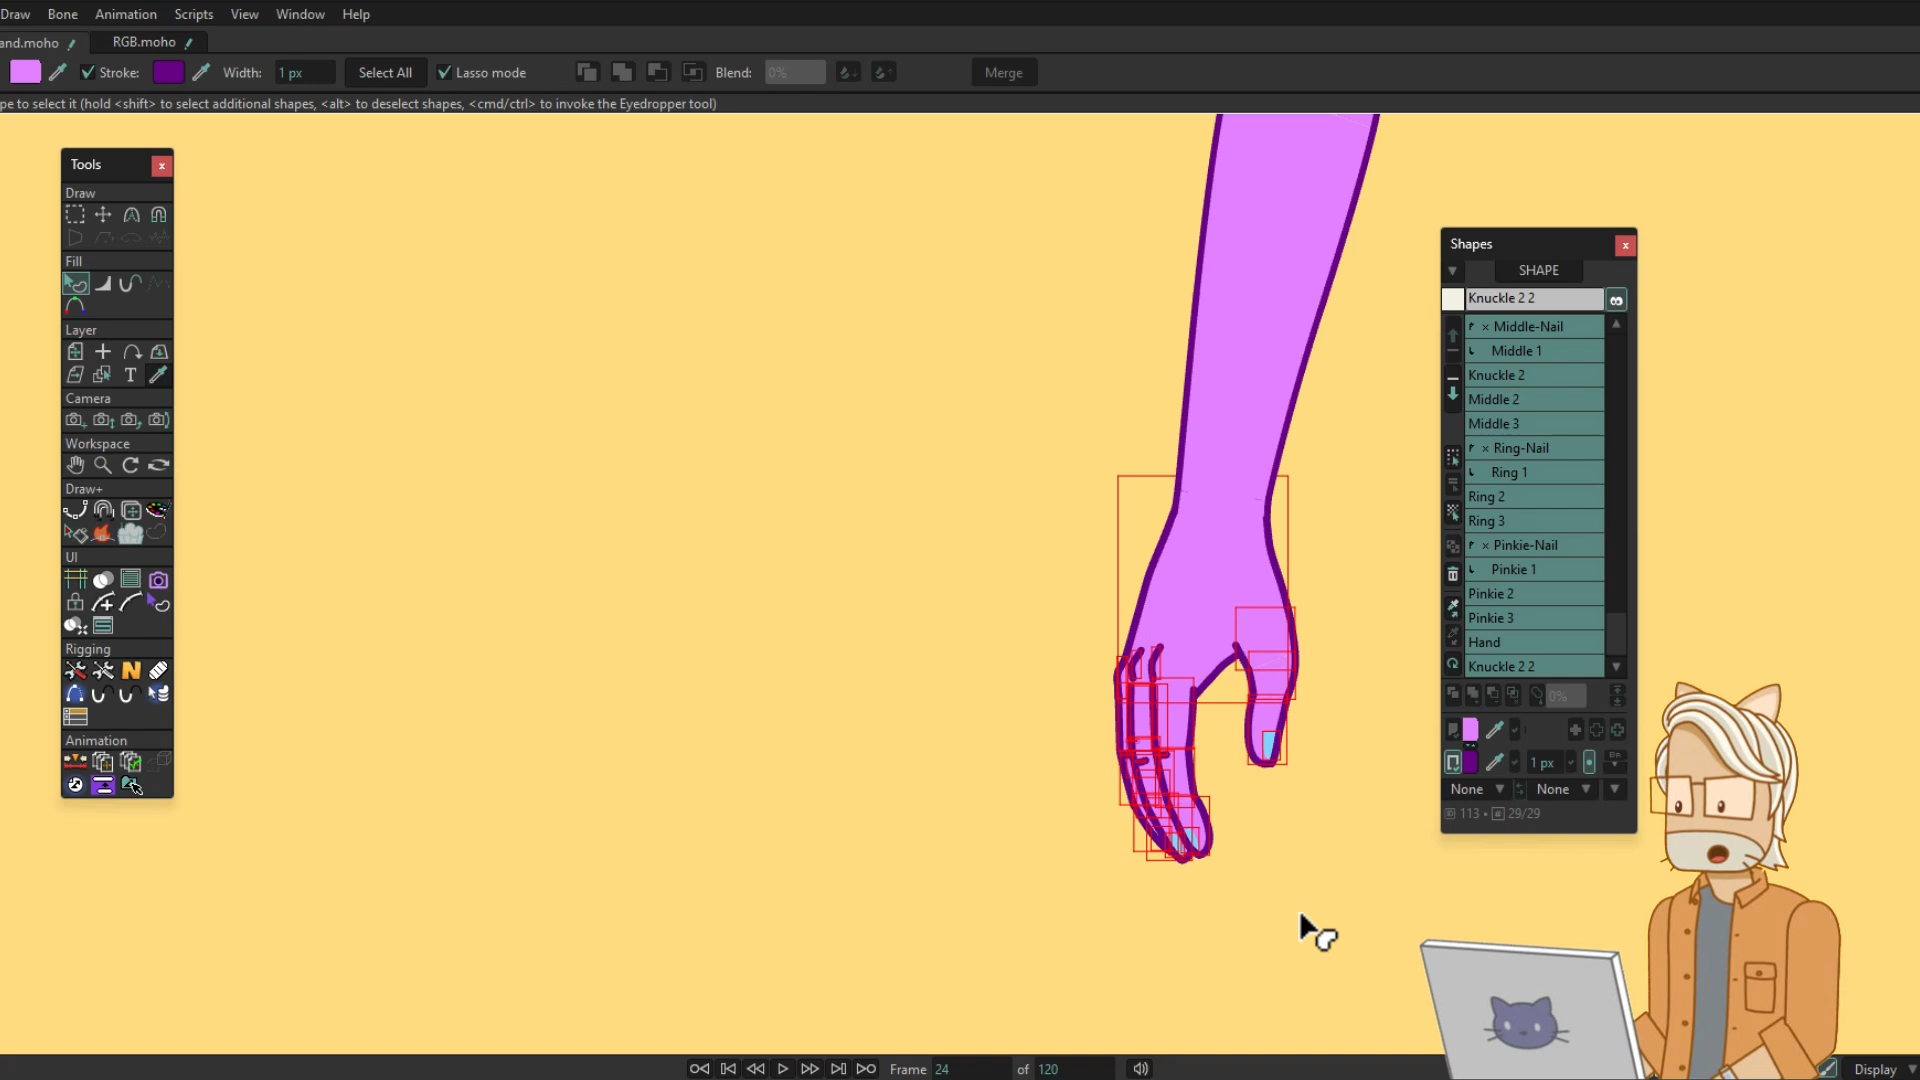 Draw Bone Animation Scripts View Window Help
and.moho RGB.moho
Stroke: Width: 1 px Select All Lasso mode Blend: 0% Merge
pe to select it (hold <shift> to select additional shapes, <alt> to deselect shapes, <cmd/ctrl> to invoke the Eyedropper tool)
Tools x
Draw
Fill
Layer
T
Camera
Workspace
Draw+
UI
Rigging
N
Animation
Shapes x
SHAPE
Knuckle 2 2
× Middle-Nail
Middle 1
Knuckle 2
Middle 2
Middle 3
× Ring-Nail
Ring 1
Ring 2
Ring 3
× Pinkie-Nail
Pinkie 1
Pinkie 2
Pinkie 3
Hand
Knuckle 2 2
0%
1 px
None None
113 • 29/29
Frame 24 of 120
Display